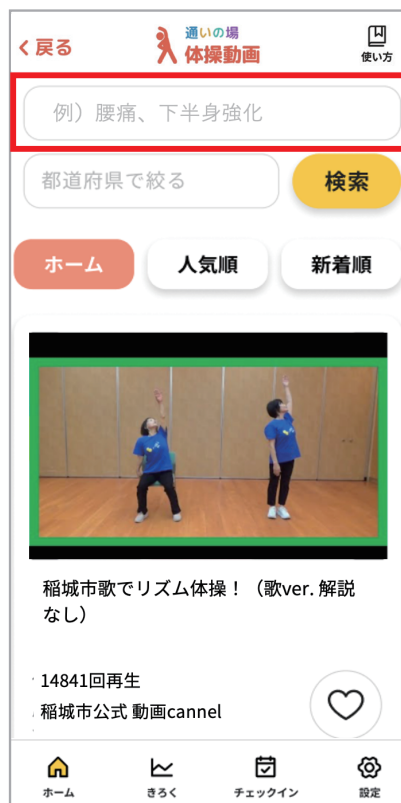 戻る
通いの場
体操動画
使い方
例）腰痛、下半身強化
都道府県で絞る
検索
ホーム
人気順
新着順
稲城市歌でリズム体操！（歌ver. 解説
なし）
14841回再生
稲城市公式 動画cannel
ホーム
きろく
チェックイン
設定